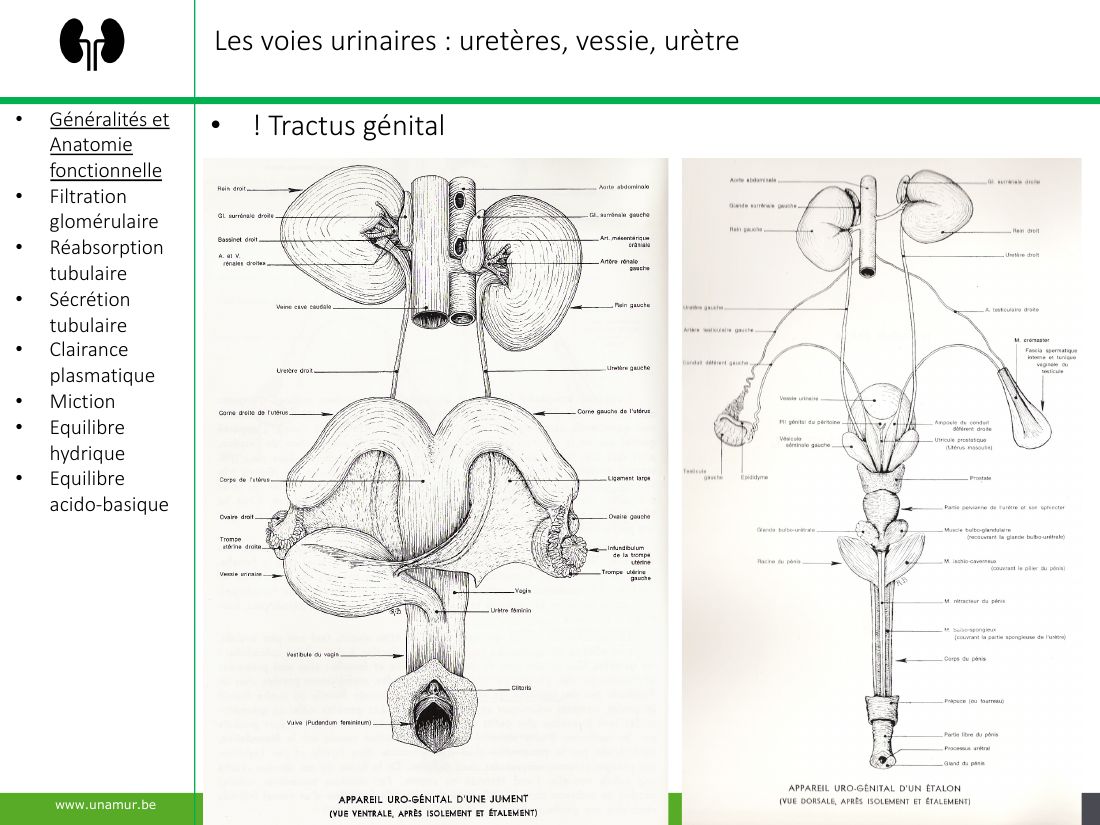 Les voies urinaires : uretères, vessie, urètre
• Généralités et
Anatomie
fonctionnelle
• Filtration
glomérulaire
• Réabsorption
tubulaire
• Sécrétion
tubulaire
• Clairance
plasmatique
• Miction
• Equilibre
hydrique
• Equilibre
acido-basique
• ! Tractus génital
Rein droit
Gl. surrénale droite
Bassinet droit
A. et V.
rénales droites
Veine cave caudale
Uretère droit
Corne droite de l'utérus
Corps de l'utérus
Ovaire droit
Trompe
utérine droite
Vessie urinaire
Vestibule du vagin
Vulve (Pudendum femininum)
Aorte abdominale
Gl. surrénale gauche
Art. mésentérique
crâniale
Artère rénale
gauche
Rein gauche
Uretère gauche
Corne gauche de l'utérus
Ligament large
Ovaire gauche
Infundibulum
de la trompe
utérine
Trompe utérine
gauche
Vagin
Urètre féminin
Clitoris
APPAREIL URO-GÉNITAL D'UNE JUMENT
(VUE VENTRALE, APRÈS ISOLEMENT ET ÉTALEMENT)
Aorte abdominale
Glande surrénale gauche
Rein gauche
Uretère gauche
Artère testiculaire gauche
Conduit déférent gauche
Vessie urinaire
Pli génital du péritoine
Vésicule
séminale gauche
Testicule
gauche
Epididyme
Glande bulbo-urétrale
Racine du pénis
Gl. surrénale droite
Rein droit
Uretère droit
A. testiculaire droite
M. crémaster
Fascia spermatique
interne et tunique
vaginale du
testicule
Ampoule du conduit
déférent droite
Utricule prostatique
(Utérus masculin)
Prostate
Partie pelvienne de l'urètre et son sphincter
Muscle bulbo-glandulaire
(recouvrant la glande bulbo-urétrale)
M. ischio-caverneux
(couvrant le pilier du pénis)
M. rétracteur du pénis
M. bulbo-spongieux
(couvrant la partie spongieuse de l'urètre)
Corps du pénis
Prépuce (ou fourreau)
Partie libre du pénis
Processus urétral
Gland du pénis
APPAREIL URO-GÉNITAL D'UN ÉTALON
(VUE DORSALE, APRÈS ISOLEMENT ET ÉTALEMENT)
www.unamur.be